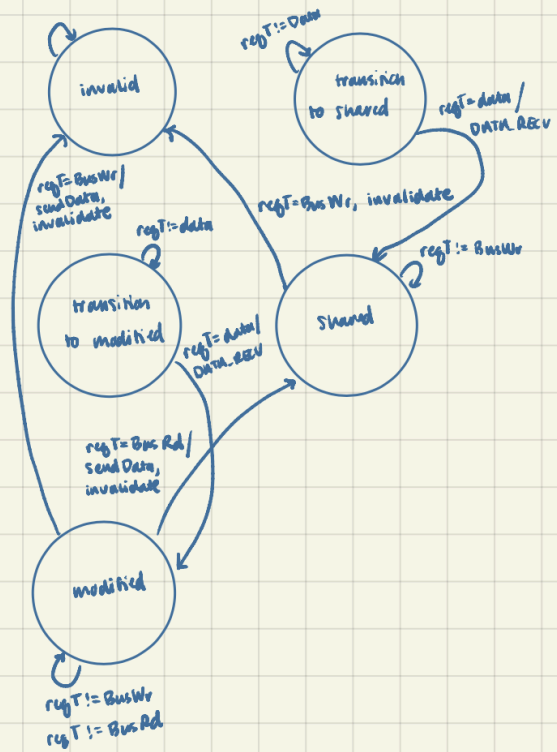 invalid
reqT!=Data
transition
to shared
reqT=data/
DATA_RECV
reqT=BusWr/
sendData,
invalidate
reqT=BusWr, invalidate
reqT!=data
reqT!=BusWr
transition
to modified
shared
reqT=data/
DATA_RECV
reqT=BusRd/
sendData,
invalidate
modified
reqT!=BusWr
reqT!=BusRd